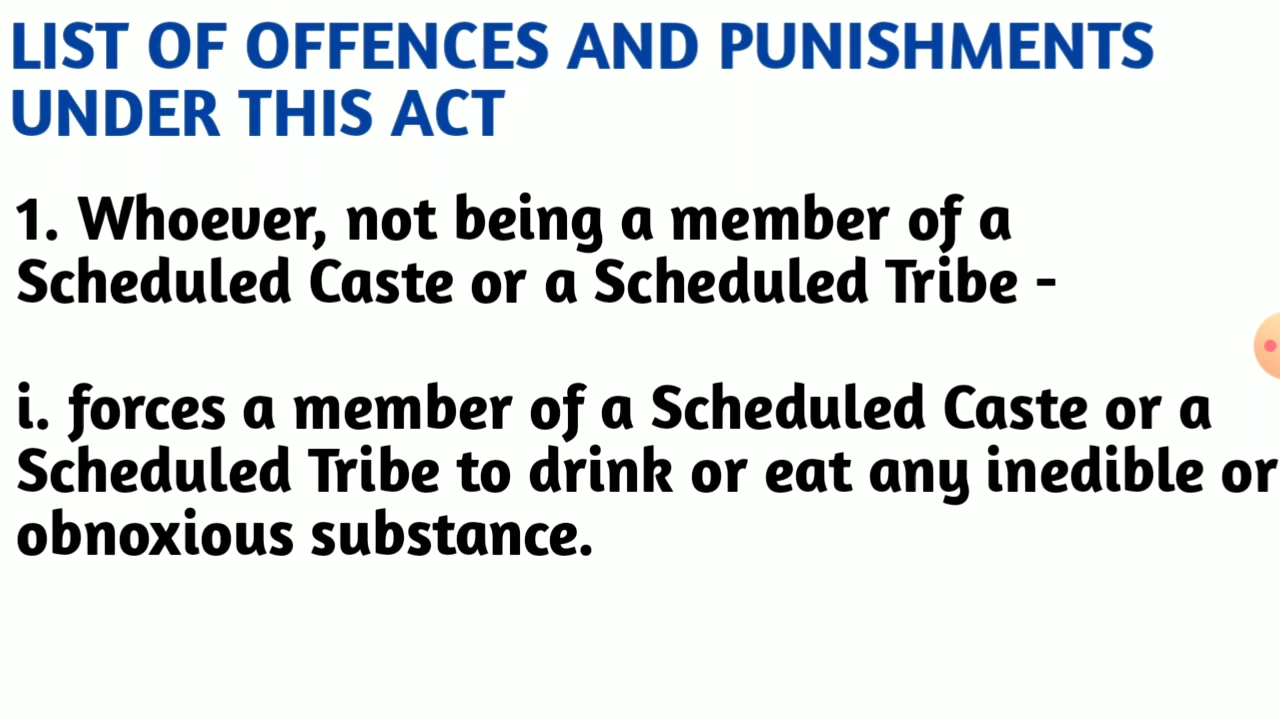 LIST OF OFFENCES AND PUNISHMENTS
UNDER THIS ACT
1. Whoever, not being a member of a
Scheduled Caste or a Scheduled Tribe -
i. forces a member of a Scheduled Caste or a
Scheduled Tribe to drink or eat any inedible or
obnoxious substance.